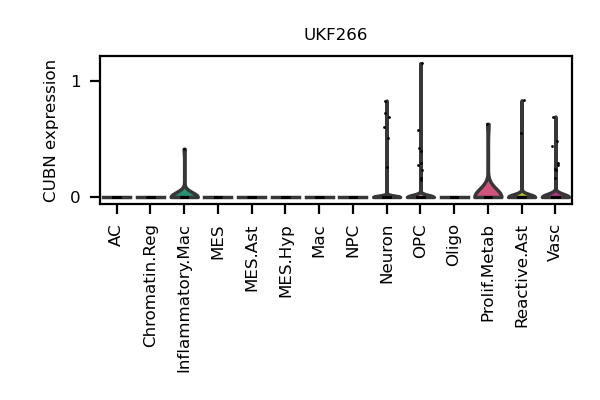 UKF266
CUBN expression
1
0
AC
Chromatin.Reg
Inflammatory.Mac
MES
MES.Ast
MES.Hyp
Mac
NPC
Neuron
OPC
Oligo
Prolif.Metab
Reactive.Ast
Vasc